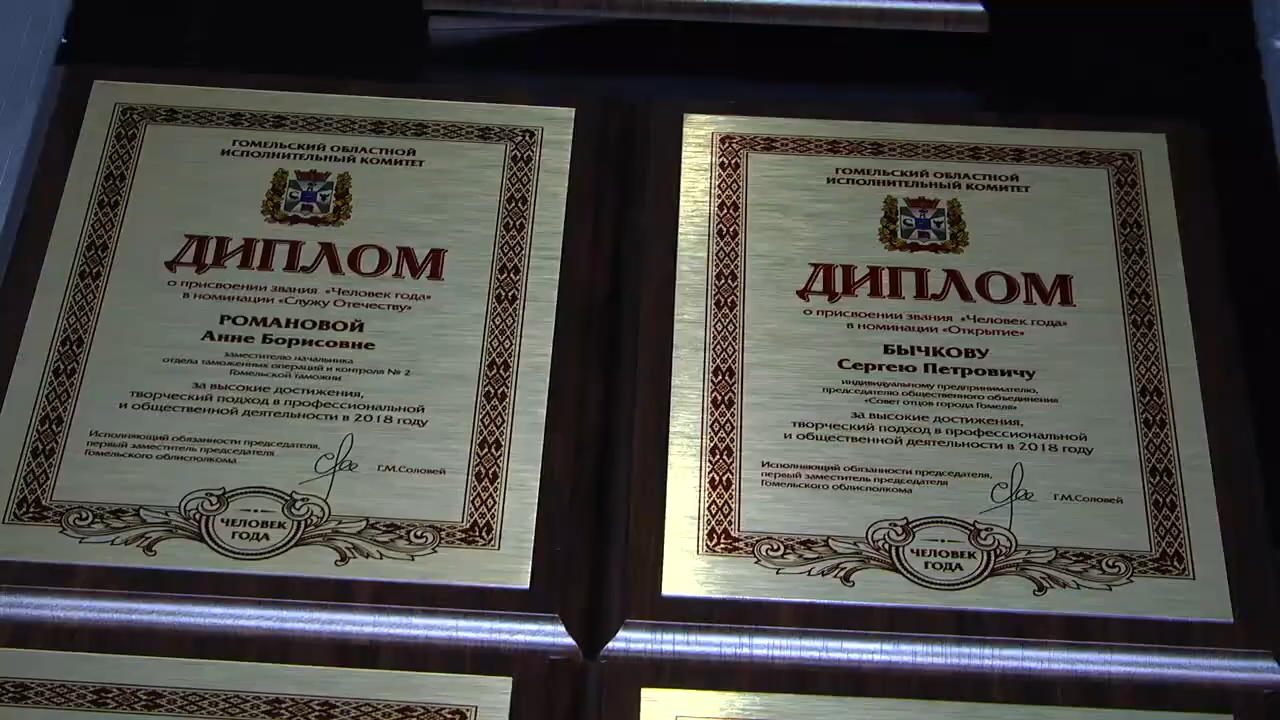 ГОМЕЛЬСКИЙ ОБЛАСТНОЙ
ИСПОЛНИТЕЛЬНЫЙ КОМИТЕТ
ДИПЛОМ
о присвоении звания «Человек года»
в номинации «Служу Отечеству»
РОМАНОВОЙ
Анне Борисовне
заместителю начальника
отдела таможенных операций и контроля № 2
Гомельской таможни
за высокие достижения,
творческий подход в профессиональной
и общественной деятельности в 2018 году
Исполняющий обязанности председателя,
первый заместитель председателя
Гомельского облисполкома
Г.М.Соловей
ЧЕЛОВЕК
ГОДА
ГОМЕЛЬСКИЙ ОБЛАСТНОЙ
ИСПОЛНИТЕЛЬНЫЙ КОМИТЕТ
ДИПЛОМ
о присвоении звания «Человек года»
в номинации «Открытие»
БЫЧКОВУ
Сергею Петровичу
индивидуальному предпринимателю,
председателю общественного объединения
«Совет отцов города Гомеля»
за высокие достижения,
творческий подход в профессиональной
и общественной деятельности в 2018 году
Исполняющий обязанности председателя,
первый заместитель председателя
Гомельского облисполкома
Г.М.Соловей
ЧЕЛОВЕК
ГОДА